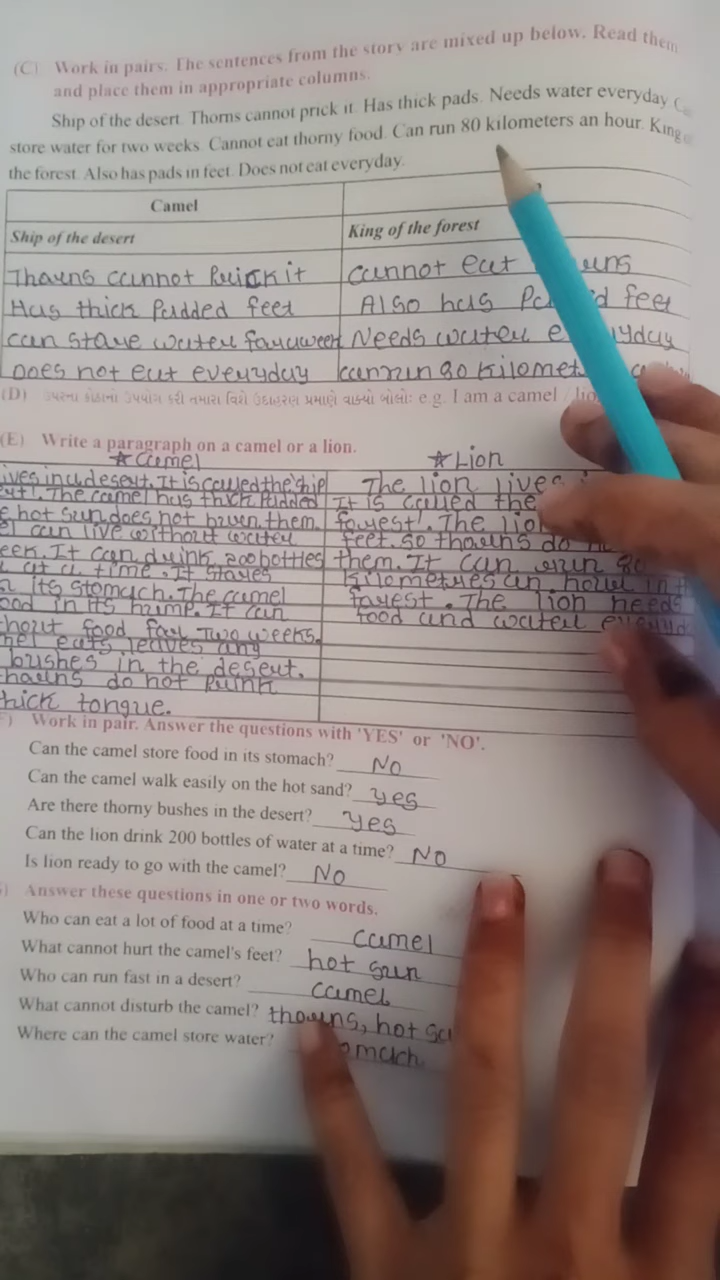 (C) Work in pairs. The sentences from the story are mixed up below. Read them
and place them in appropriate columns.
Ship of the desert. Thorns cannot prick it. Has thick pads. Needs water everyday.
store water for two weeks. Cannot eat thorny food. Can run 80 kilometers an hour. King
the forest. Also has pads in feet. Does not eat everyday.
Camel
Ship of the desert King of the forest
Thorns cannot Prick it cannot eat
Has thick Padded feet Also has feet
can store water for a week Needs water everyday
Does not eat everyday can run 80
(D) ઉપરના કોઠાનો ઉપયોગ કરી તમારા વિશે ઉદાહરણ પ્રમાણે વાક્યો બોલો: e.g. I am a camel /
(E) Write a paragraph on a camel or a lion.
★ Camel ★ Lion
in a desert. It is called the 'ship The lion lives
The camel has thick Padded It is called the
hot sun does not burn them. forest'. The lion
can live without water feet. so thorns do
It can drink 200 bottles them. It can run 80
at a time. It stores kilometres an hour in
its stomach. The camel forest. The lion needs
in its hump. It can food and water
food for two weeks.
eats leaves any
bushes in the desert.
do not
tongue.
Work in pair. Answer the questions with 'YES' or 'NO'.
Can the camel store food in its stomach? No
Can the camel walk easily on the hot sand? yes
Are there thorny bushes in the desert? yes
Can the lion drink 200 bottles of water at a time? No
Is lion ready to go with the camel? No
Answer these questions in one or two words.
Who can eat a lot of food at a time? camel
What cannot hurt the camel's feet? hot sun
Who can run fast in a desert? camel
What cannot disturb the camel? thorns, hot
Where can the camel store water?